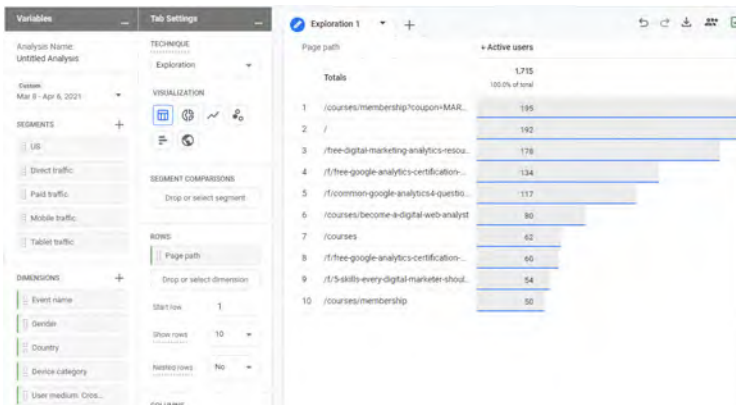 Variables
Analysis Name:
Untitled Analysis
Custom
Mar 8 - Apr 6, 2021
SEGMENTS
US
Direct traffic
Paid traffic
Mobile traffic
Tablet traffic
DIMENSIONS
Event name
Gender
Country
Device category
User medium: Cros...
Tab Settings
TECHNIQUE
Exploration
VISUALIZATION
SEGMENT COMPARISONS
Drop or select segment
ROWS
Page path
Drop or select dimension
Start row 1
Show rows 10
Nested rows No
COLUMNS
Exploration 1
Page path Active users
Totals 1,715
100.0% of total
1 /courses/membership?coupon=MAR... 195
2 / 192
3 /free-digital-marketing-analytics-resou... 178
4 /f/free-google-analytics-certification-... 134
5 /f/common-google-analytics4-questio... 117
6 /courses/become-a-digital-web-analyst 80
7 /courses 62
8 /f/free-google-analytics-certification-... 60
9 /f/5-skills-every-digital-marketer-shoul... 54
10 /courses/membership 50